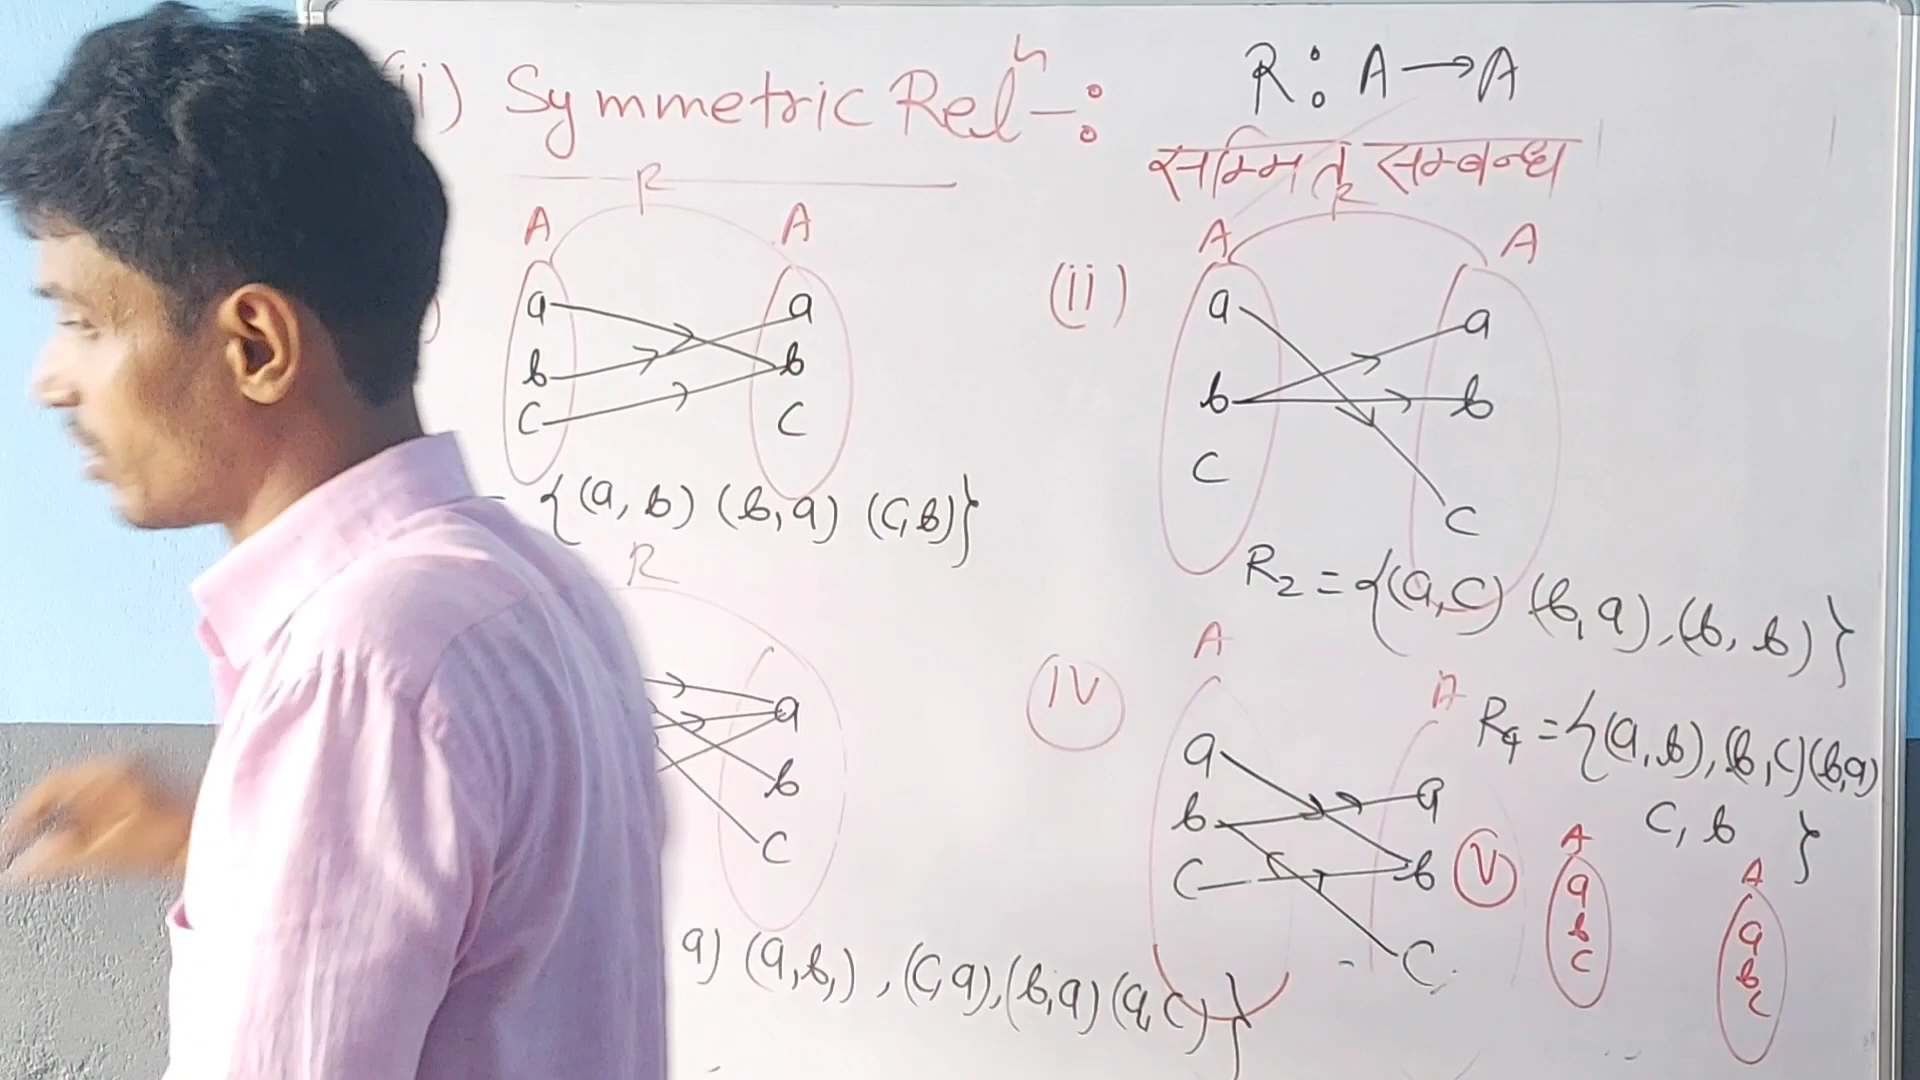 ii) Symmetric Relⁿ-:
R: A → A
सम्मित सम्बन्ध
R
A A
a a
b b
c c
{(a, b) (b, a) (c, b)}
(ii)
R
A A
a a
b b
c c
R₂ = {(a, c) (b, a), (b, b)}
R
a
b
c
a) (a, b,), (c, a), (b, a) (a, c)}
IV
A A
a a
b b
c c
R₄ = {(a, b), (b, c) (b, a)
c, b }
V
A A
a a
b b
c c